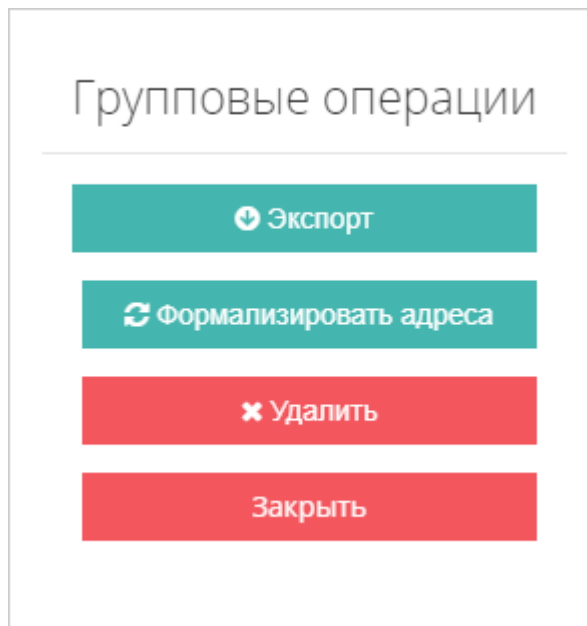 Групповые операции
Экспорт
Формализировать адреса
Удалить
Закрыть